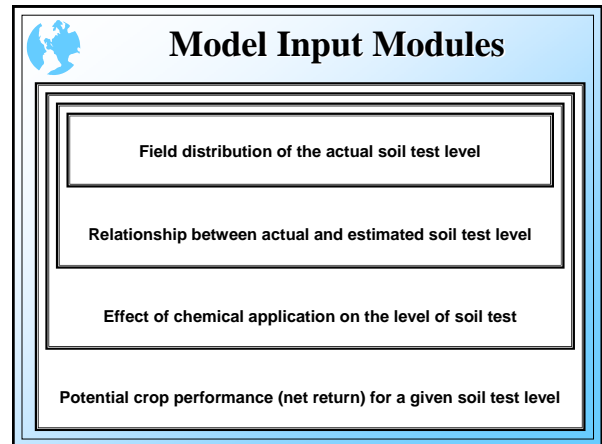 Model Input Modules
Field distribution of the actual soil test level
Relationship between actual and estimated soil test level
Effect of chemical application on the level of soil test
Potential crop performance (net return) for a given soil test level